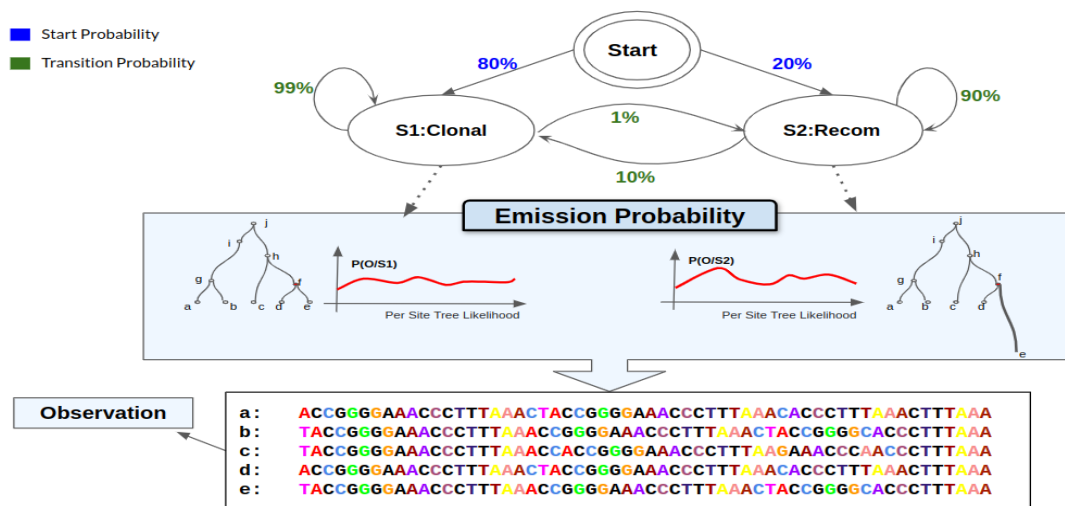 Start Probability
Transition Probability
Start
80%
20%
99%
90%
S1:Clonal
1%
S2:Recom
10%
Emission Probability
j
i
h
g
f
a
b
c
d
e
P(O/S1)
Per Site Tree Likelihood
P(O/S2)
Per Site Tree Likelihood
j
i
h
g
f
a
b
c
d
e
Observation
a: ACCGGGGAAACCCTTTAAACTACCGGGGAAACCCTTTAAACACCCTTTAAACTTTAAA
b: TACCGGGGAAACCCTTTAAACCGGGGAAACCCTTTAAACTACCGGGGCACCCTTTAAA
c: TACCGGGGAAACCCTTTAAACCACCGGGGAAACCCTTTAAGAAACCCAACCCTTTAAA
d: ACCGGGGAAACCCTTTAAACTACCGGGGAAACCCTTTAAACACCCTTTAAACTTTAAA
e: TACCGGGGAAACCCTTTAAACCGGGGAAACCCTTTAAACTACCGGGGCACCCTTTAAA